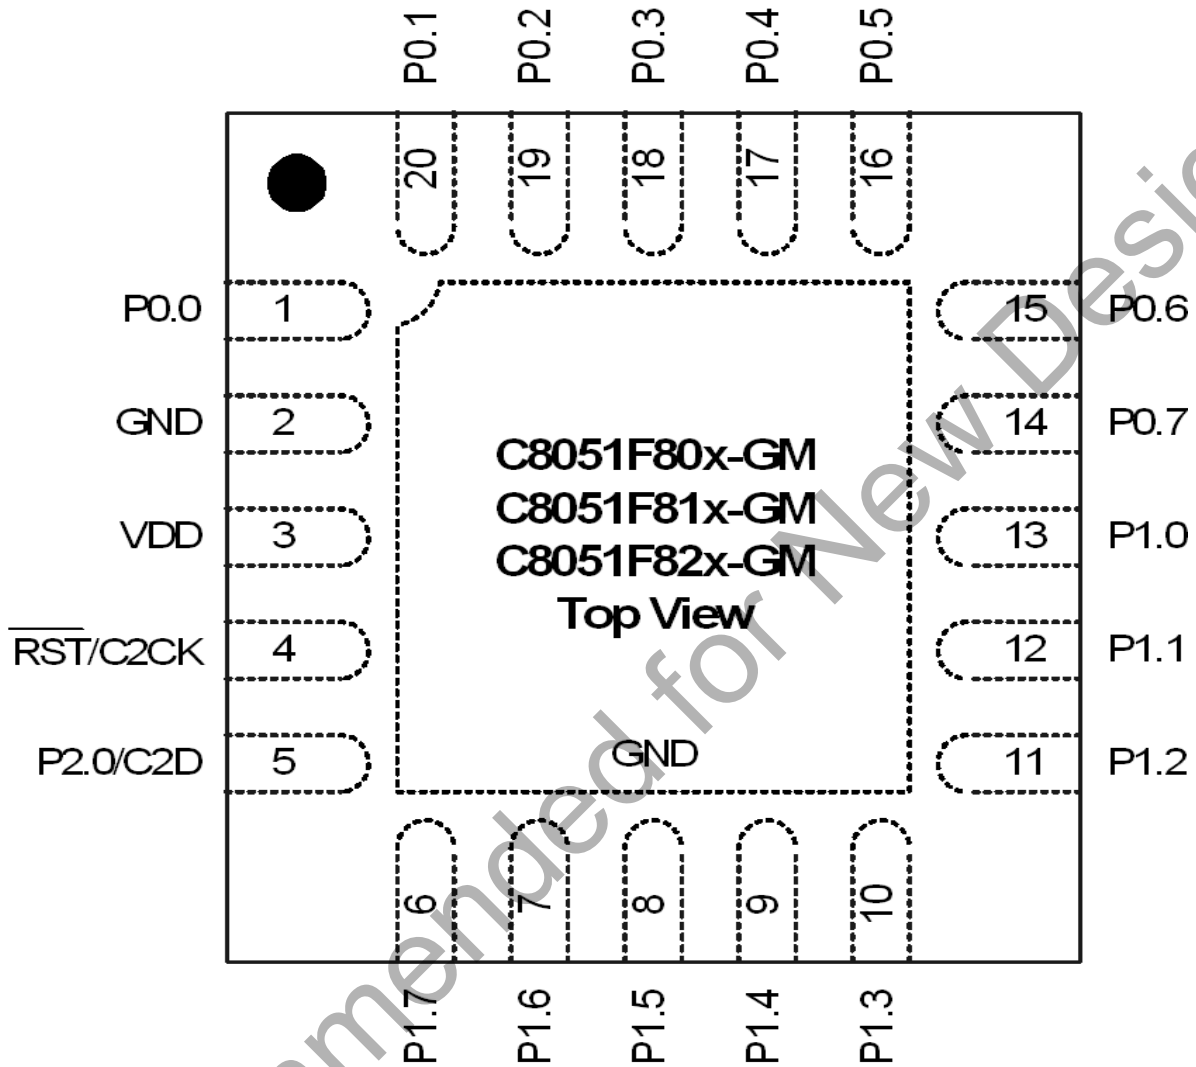 P0.1
P0.2
P0.3
P0.4
P0.5
20
19
18
17
16
P0.0
1
15
P0.6
GND
2
14
P0.7
VDD
3
13
P1.0
RST/C2CK
4
12
P1.1
P2.0/C2D
5
11
P1.2
C8051F80x-GM
C8051F81x-GM
C8051F82x-GM
Top View
GND
6
7
8
9
10
P1.7
P1.6
P1.5
P1.4
P1.3
for New